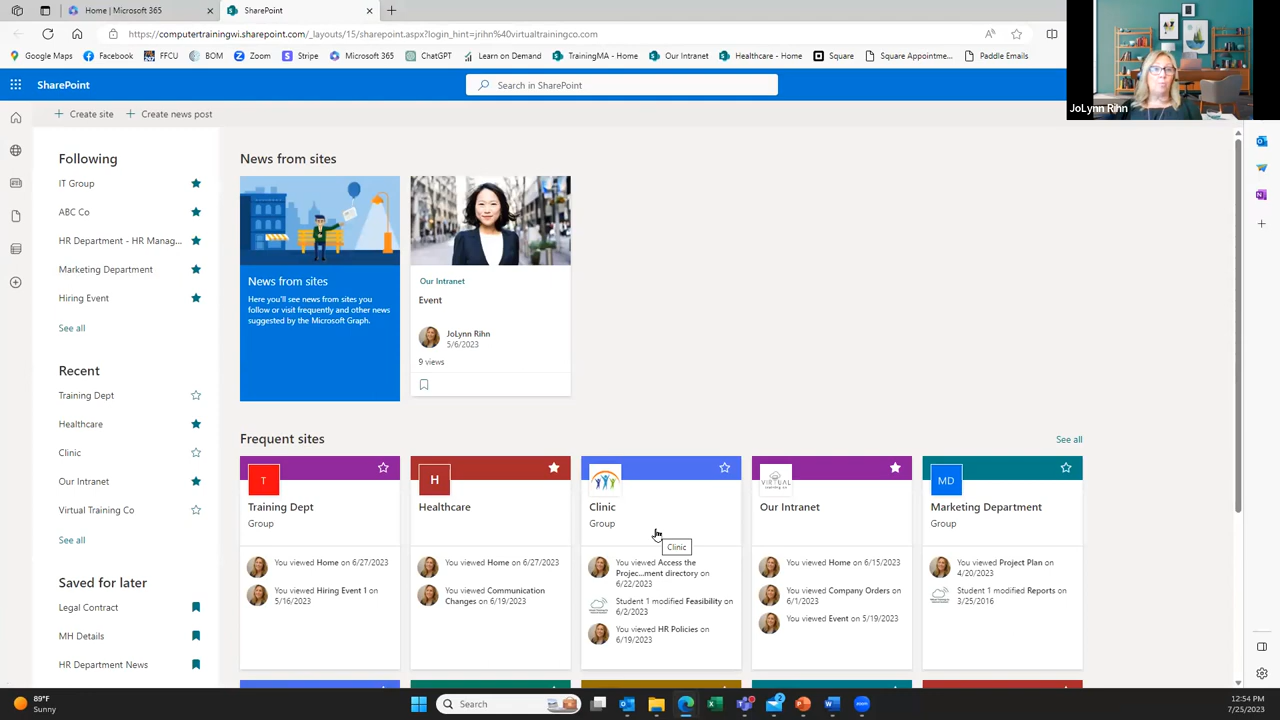 Home | Microsoft 365
SharePoint
https://computertrainingwi.sharepoint.com/_layouts/15/sharepoint.aspx?login_hint=jrihn%40virtualtrainingco.com
Google Maps
Facebook
FFCU
BOM
Zoom
Stripe
Microsoft 365
ChatGPT
Learn on Demand
TrainingMA - Home
Our Intranet
Healthcare - Home
Square
Square Appointme...
Paddle Emails
SharePoint
Search in SharePoint
JoLynn Rihn
Create site
Create news post
Following
IT Group
ABC Co
HR Department - HR Manag...
Marketing Department
Hiring Event
See all
Recent
Training Dept
Healthcare
Clinic
Our Intranet
Virtual Training Co
See all
Saved for later
Legal Contract
MH Details
HR Department News
News from sites
News from sites
Here you'll see news from sites you
follow or visit frequently and other news
suggested by the Microsoft Graph.
Our Intranet
Event
JoLynn Rihn
5/6/2023
9 views
Frequent sites
See all
T
Training Dept
Group
You viewed Home on 6/27/2023
You viewed Hiring Event 1 on
5/16/2023
H
Healthcare
You viewed Home on 6/27/2023
You viewed Communication
Changes on 6/19/2023
Clinic
Group
Clinic
You viewed Access the
Projec...ment directory on
6/22/2023
Student 1 modified Feasibility on
6/2/2023
You viewed HR Policies on
6/19/2023
VIRTUAL
Our Intranet
You viewed Home on 6/15/2023
You viewed Company Orders on
6/1/2023
You viewed Event on 5/19/2023
MD
Marketing Department
Group
You viewed Project Plan on
4/20/2023
Student 1 modified Reports on
3/25/2016
89°F
Sunny
Search
12:54 PM
7/25/2023